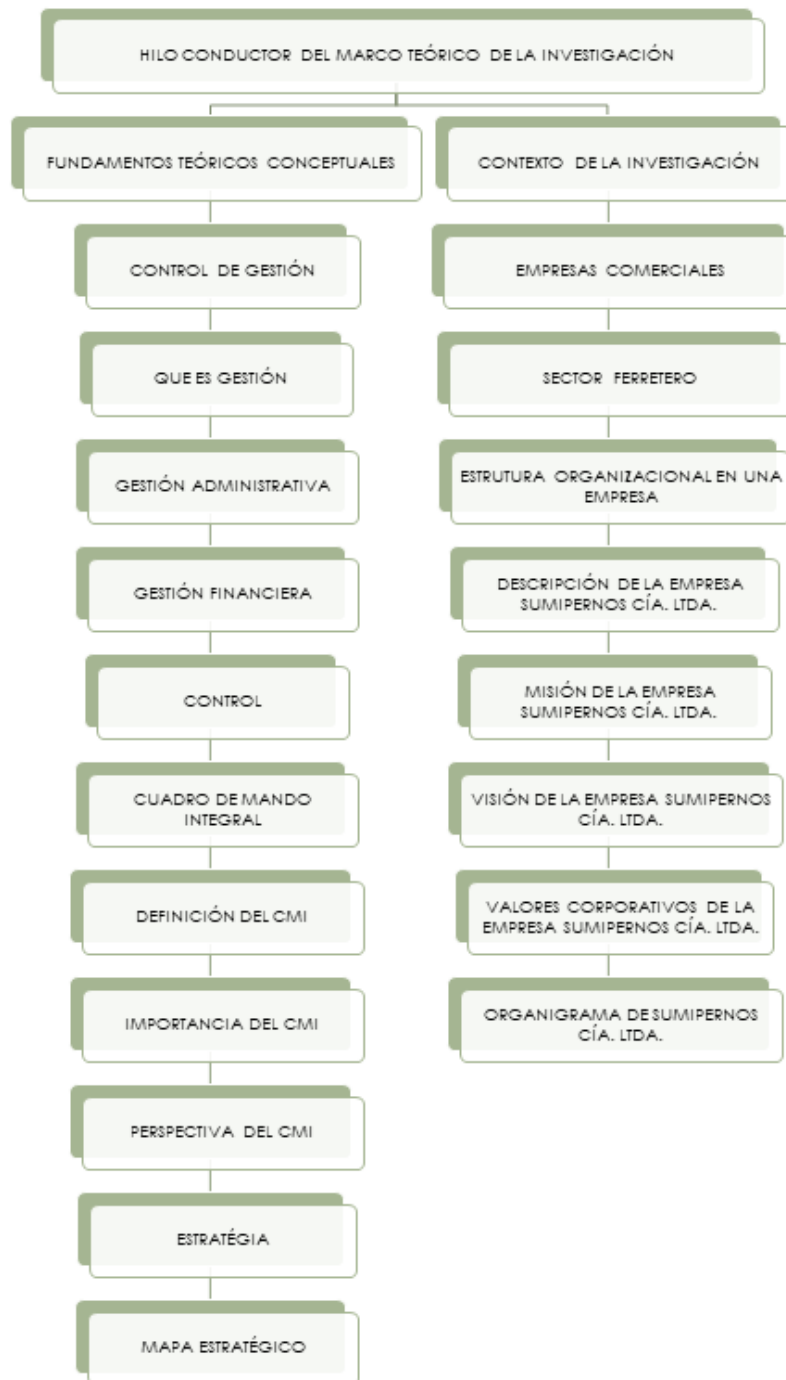 HILO CONDUCTOR DEL MARCO TEÓRICO DE LA INVESTIGACIÓN
FUNDAMENTOS TEÓRICOS CONCEPTUALES
CONTROL DE GESTIÓN
QUE ES GESTIÓN
GESTIÓN ADMINISTRATIVA
GESTIÓN FINANCIERA
CONTROL
CUADRO DE MANDO
INTEGRAL
DEFINICIÓN DEL CMI
IMPORTANCIA DEL CMI
PERSPECTIVA DEL CMI
ESTRATÉGIA
MAPA ESTRATÉGICO
CONTEXTO DE LA INVESTIGACIÓN
EMPRESAS COMERCIALES
SECTOR FERRETERO
ESTRUTURA ORGANIZACIONAL EN UNA
EMPRESA
DESCRIPCIÓN DE LA EMPRESA
SUMIPERNOS CÍA. LTDA.
MISIÓN DE LA EMPRESA
SUMIPERNOS CÍA. LTDA.
VISIÓN DE LA EMPRESA SUMIPERNOS
CÍA. LTDA.
VALORES CORPORATIVOS DE LA
EMPRESA SUMIPERNOS CÍA. LTDA.
ORGANIGRAMA DE SUMIPERNOS
CÍA. LTDA.